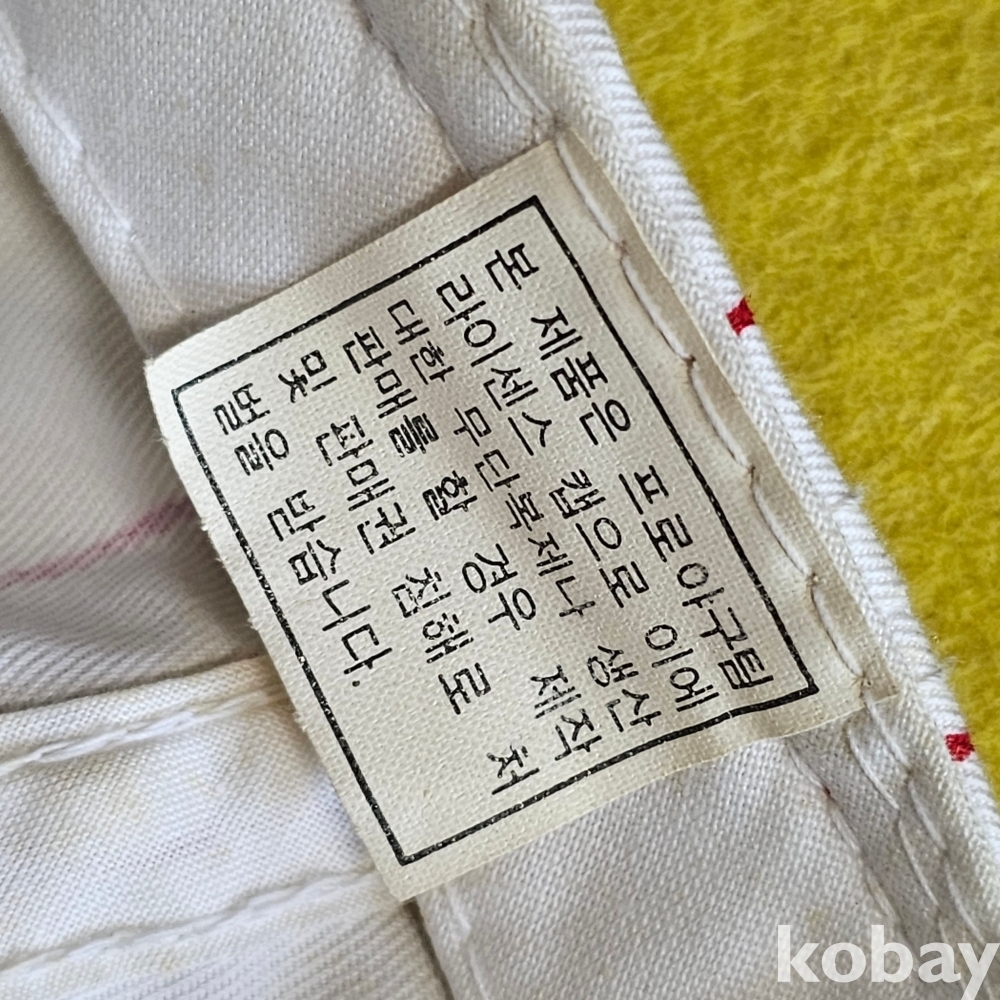 본 제품은 프로야구팀
라이센스 캡으로 이에
대한 무단복제나 생산
판매를 할 경우 제작 처
및 판매권 침해로
벌을 받습니다.
kobay